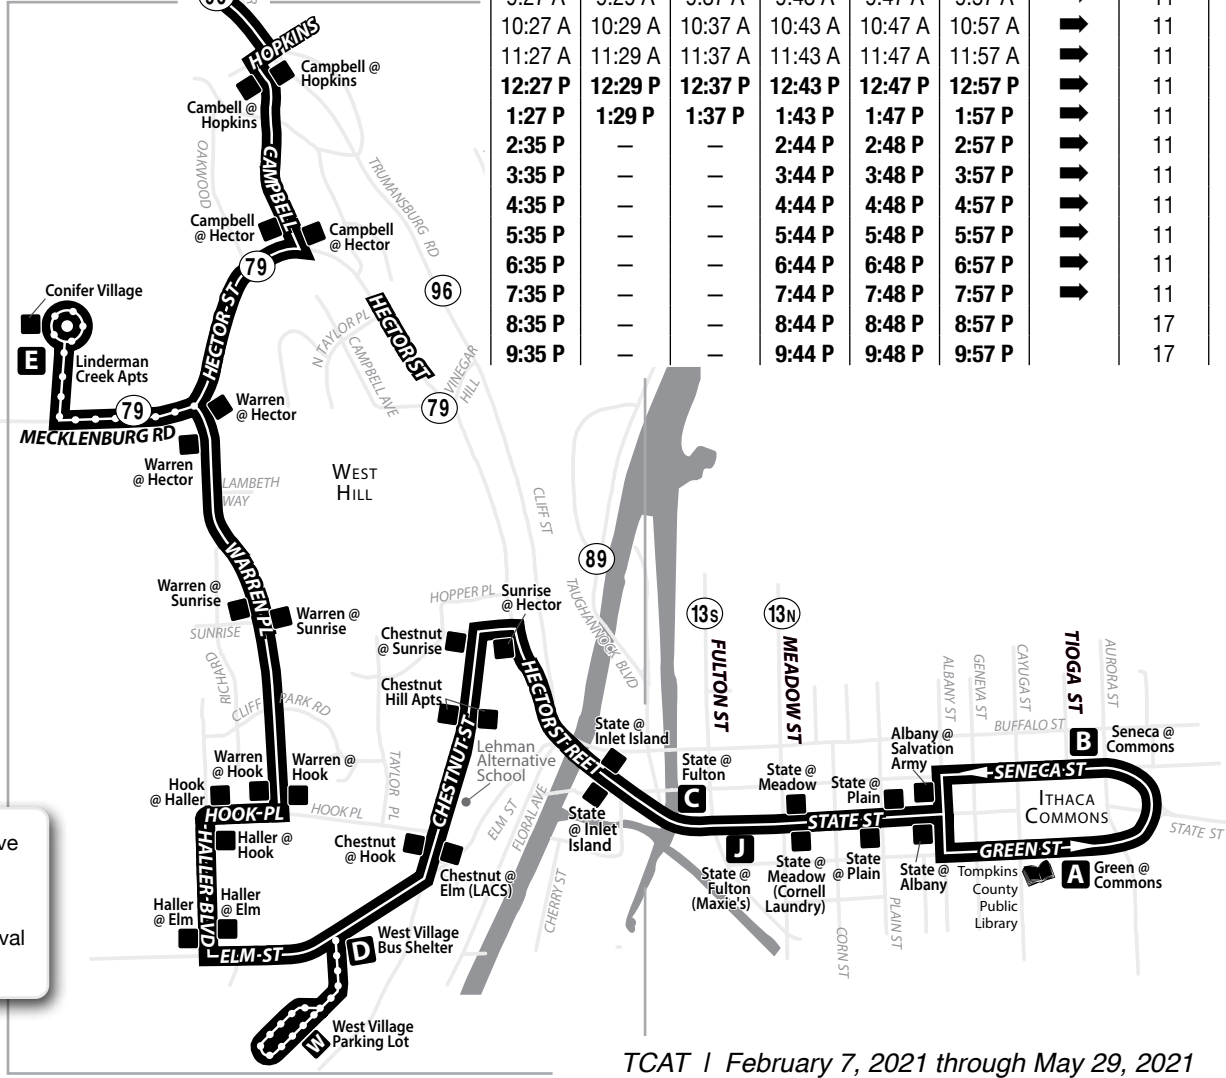 10:27 A 10:29 A 10:37 A 10:43 A 10:47 A 10:57 A ➡ 11
11:27 A 11:29 A 11:37 A 11:43 A 11:47 A 11:57 A ➡ 11
12:27 P 12:29 P 12:37 P 12:43 P 12:47 P 12:57 P ➡ 11
1:27 P 1:29 P 1:37 P 1:43 P 1:47 P 1:57 P ➡ 11
2:35 P – – 2:44 P 2:48 P 2:57 P ➡ 11
3:35 P – – 3:44 P 3:48 P 3:57 P ➡ 11
4:35 P – – 4:44 P 4:48 P 4:57 P ➡ 11
5:35 P – – 5:44 P 5:48 P 5:57 P ➡ 11
6:35 P – – 6:44 P 6:48 P 6:57 P ➡ 11
7:35 P – – 7:44 P 7:48 P 7:57 P ➡ 11
8:35 P – – 8:44 P 8:48 P 8:57 P 17
9:35 P – – 9:44 P 9:48 P 9:57 P 17
HOPKINS
Campbell @
Hopkins
Cambell @
Hopkins
OAKWOOD
CAMPBELL
TRUMANSBURG RD
Campbell
@ Hector
Campbell
@ Hector
79
96
Conifer Village
E
Linderman
Creek Apts
HECTOR-ST
N TAYLOR PL
CAMPBELL AVE
HECTOR ST
VINEGAR
HILL
79
79
MECKLENBURG RD
Warren
@ Hector
Warren
@ Hector
LAMBETH
WAY
WEST
HILL
CLIFF ST
WARREN PL
89
TAUGHANNOCK BLVD
Warren @
Sunrise
Warren @
Sunrise
SUNRISE
RICHARD
CLIFF PARK RD
HOPPER PL
Sunrise
@ Hector
Chestnut
@ Sunrise
Chestnut
Hill Apts
HECTOR STREET
CHESTNUT-ST
Lehman
Alternative
School
TAYLOR PL
ELM ST
FLORAL AVE
Warren
@ Hook
Warren @
Hook
Hook
@ Haller
HOOK-PL
HOOK PL
Haller @
Hook
HALLER-BLVD
Haller
@ Elm
Haller
@ Elm
ELM-ST
Chestnut
@ Hook
Chestnut @
Elm (LACS)
D
West Village
Bus Shelter
W
West Village
Parking Lot
CHERRY ST
State @
Inlet Island
State
@ Inlet
Island
13S
13N
FULTON ST
MEADOW ST
State @
Fulton
C
State @
Meadow
STATE ST
J
State @
Fulton
(Maxie's)
State @
Meadow
(Cornell
Laundry)
State @
Plain
State
@ Plain
CORN ST
PLAIN ST
Albany @
Salvation
Army
State @
Albany
ALBANY ST
GENEVA ST
CAYUGA ST
TIOGA ST
AURORA ST
BUFFALO ST
B
Seneca @
Commons
SENECA-ST
ITHACA
COMMONS
GREEN ST
STATE ST
A
Green @
Commons
Tompkins
County
Public
Library
TCAT | February 7, 2021 through May 29, 2021